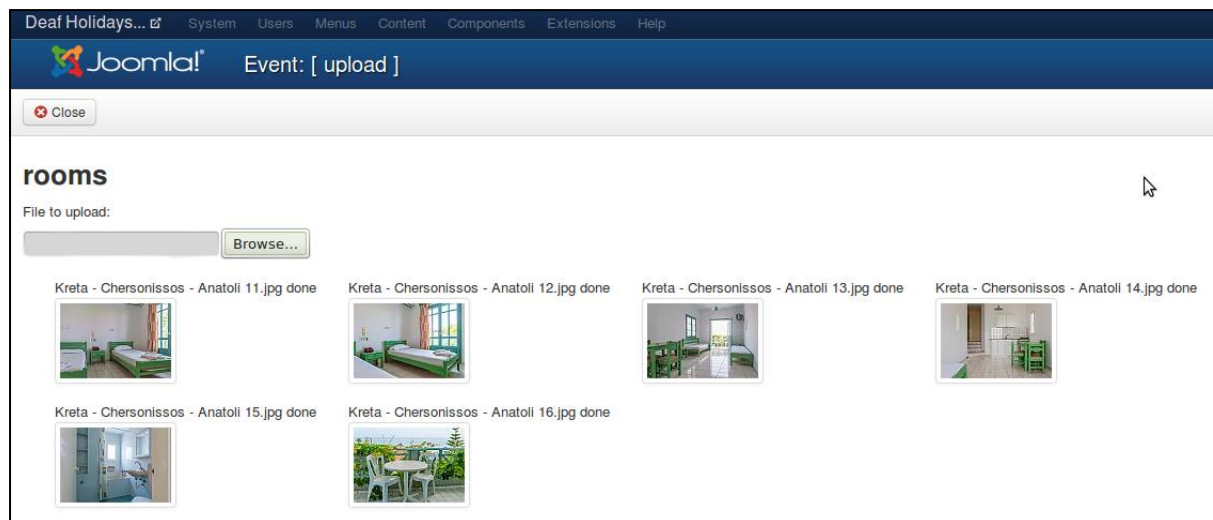 Deaf Holidays... System Users Menus Content Components Extensions Help
Joomla!® Event: [ upload ]
Close
rooms
File to upload:
Browse...
Kreta - Chersonissos - Anatoli 11.jpg done Kreta - Chersonissos - Anatoli 12.jpg done Kreta - Chersonissos - Anatoli 13.jpg done Kreta - Chersonissos - Anatoli 14.jpg done
Kreta - Chersonissos - Anatoli 15.jpg done Kreta - Chersonissos - Anatoli 16.jpg done